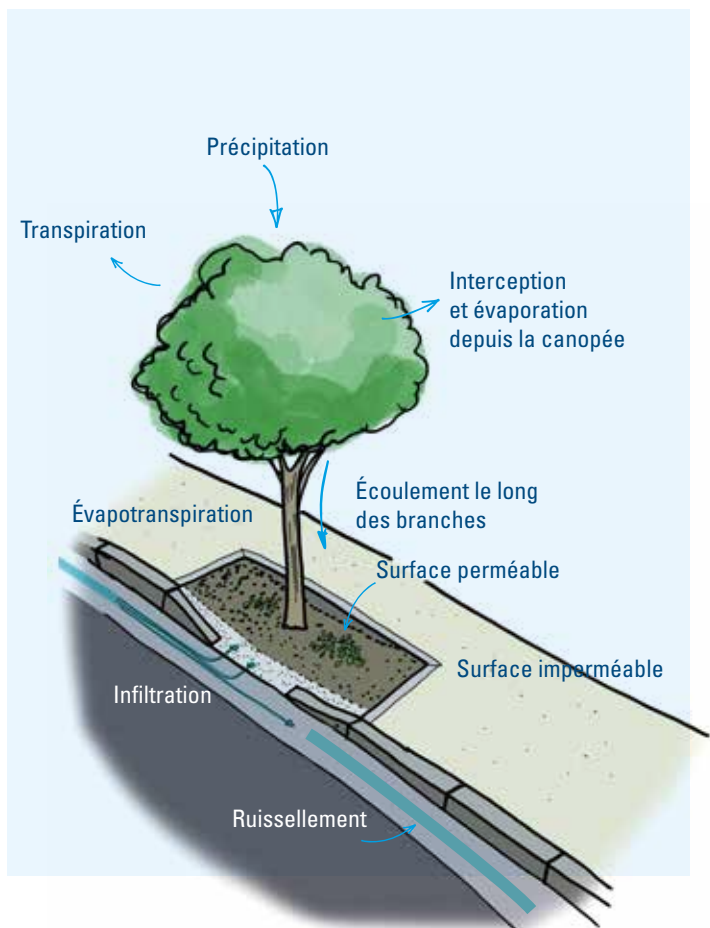 Précipitation
Transpiration
Interception
et évaporation
depuis la canopée
Écoulement le long
des branches
Évapotranspiration
Surface perméable
Surface imperméable
Infiltration
Ruissellement